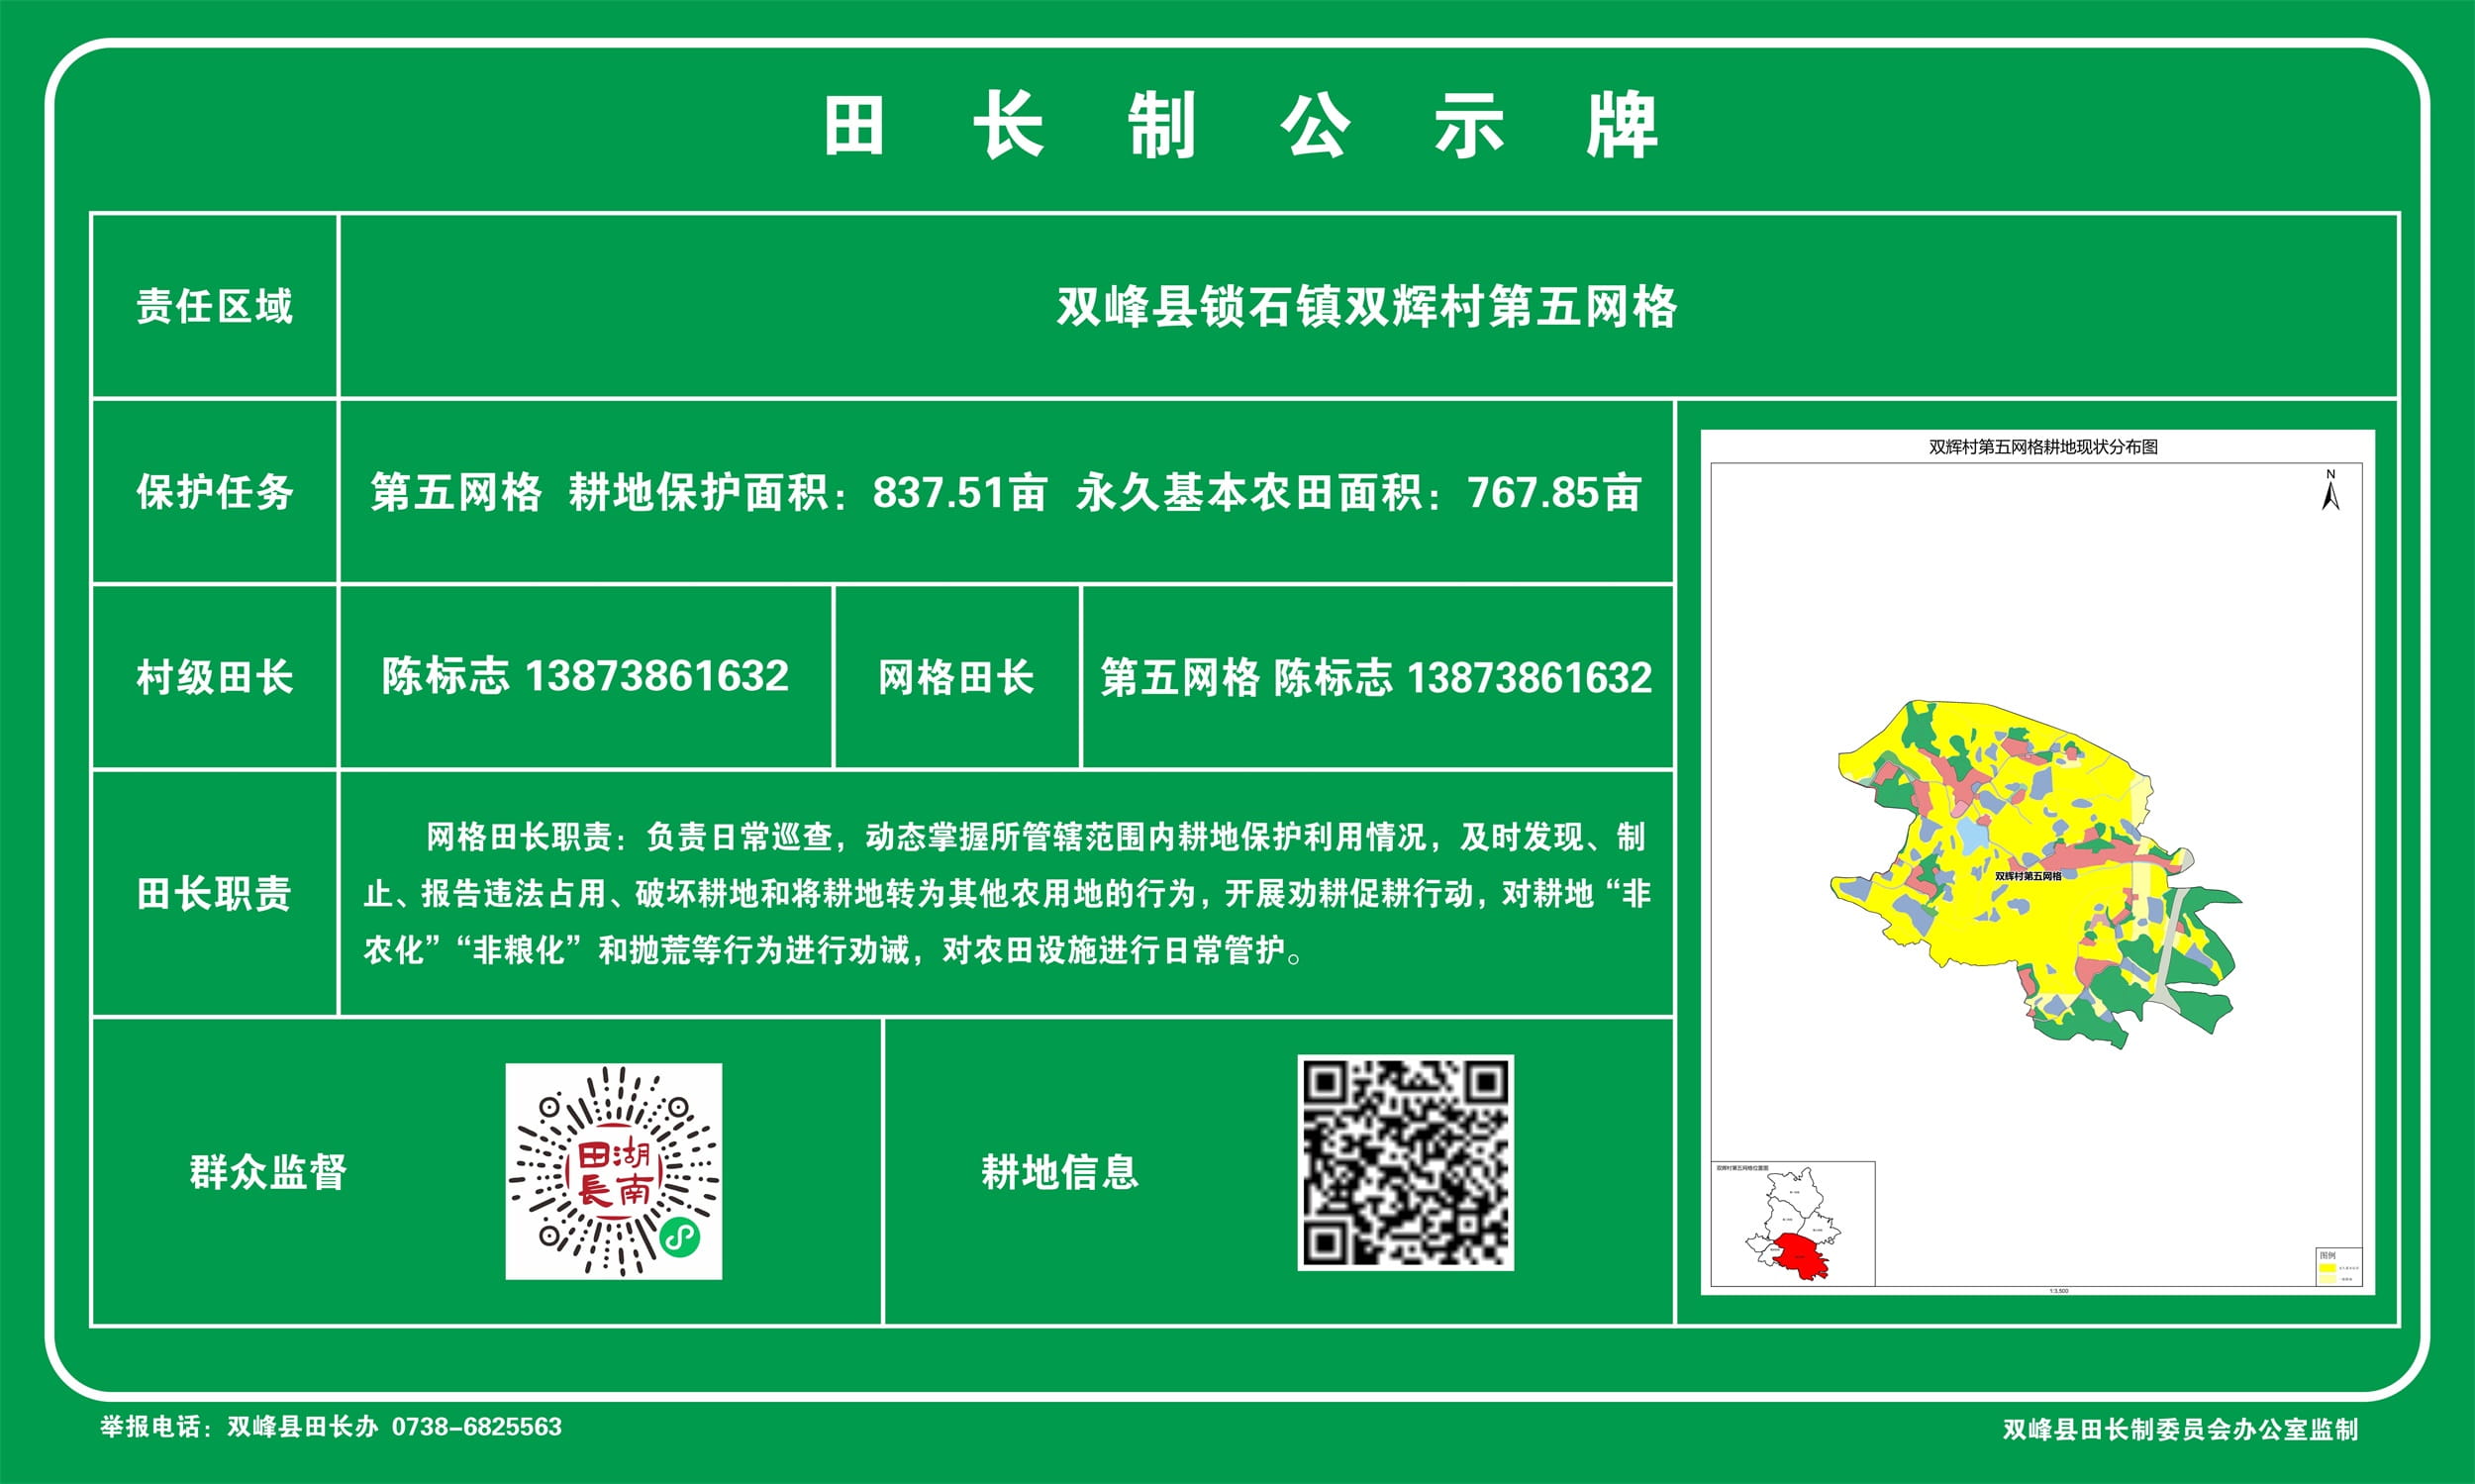 田长制公示牌
责任区域
双峰县锁石镇双辉村第五网格
保护任务
第五网格 耕地保护面积：837.51亩 永久基本农田面积：767.85亩
村级田长
陈标志 13873861632
网格田长
第五网格 陈标志 13873861632
田长职责
网格田长职责：负责日常巡查，动态掌握所管辖范围内耕地保护利用情况，及时发现、制
止、报告违法占用、破坏耕地和将耕地转为其他农用地的行为，开展劝耕促耕行动，对耕地“非
农化”“非粮化”和抛荒等行为进行劝诫，对农田设施进行日常管护。
群众监督
湖南田長
耕地信息
双辉村第五网格耕地现状分布图
N
双辉村第五网格
双辉村第五网格位置图
图例
1:3,500
举报电话：双峰县田长办 0738-6825563
双峰县田长制委员会办公室监制